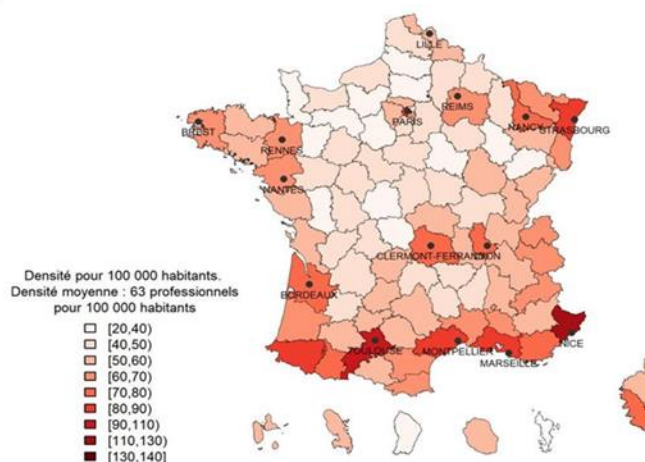 LILLE
REIMS
PARIS
NANCY
STRASBOURG
BREST
RENNES
NANTES
CLERMONT-FERRAND
LYON
BORDEAUX
TOULOUSE
MONTPELLIER
NICE
MARSEILLE
Densité pour 100 000 habitants.
Densité moyenne : 63 professionnels
pour 100 000 habitants
[20,40)
[40,50)
[50,60)
[60,70)
[70,80)
[80,90)
[90,110)
[110,130)
[130,140]